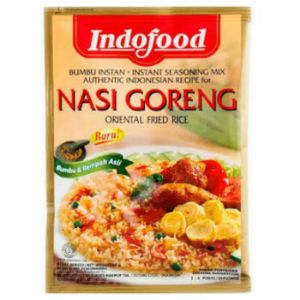 Indofood
BUMBU INSTAN • INSTANT SEASONING MIX
AUTHENTIC INDONESIAN RECIPE for
NASI GORENG
ORIENTAL FRIED RICE
Baru!
Bumbu & Rempah Asli